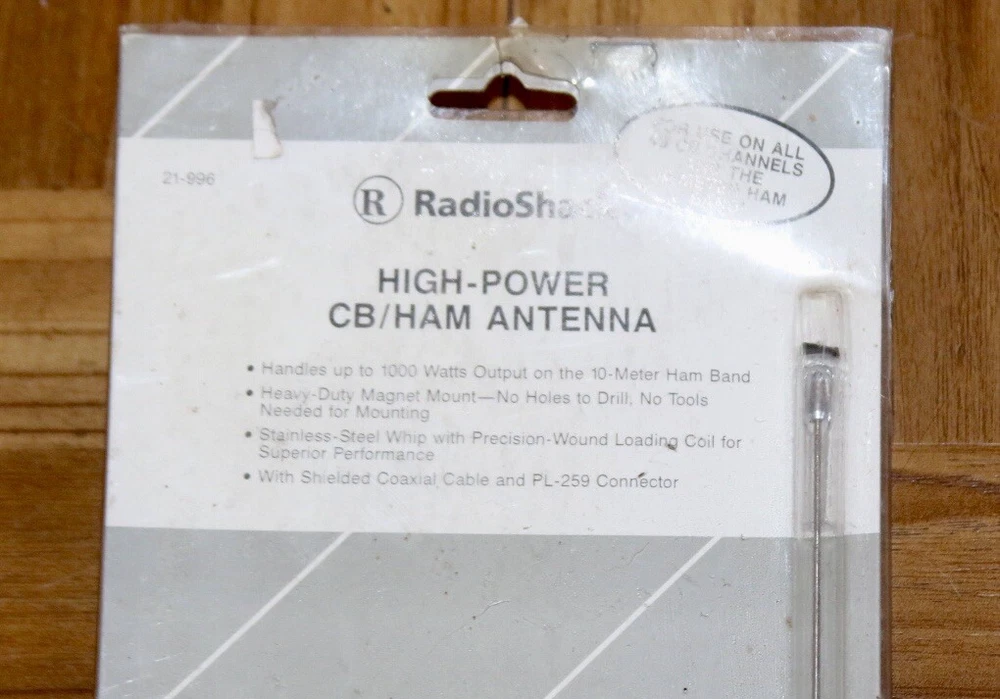 FOR USE ON ALL
40 CB CHANNELS
THE
HAM
21-996
R RadioShack
HIGH-POWER
CB/HAM ANTENNA
• Handles up to 1000 Watts Output on the 10-Meter Ham Band
• Heavy-Duty Magnet Mount—No Holes to Drill, No Tools
Needed for Mounting
• Stainless-Steel Whip with Precision-Wound Loading Coil for
Superior Performance
• With Shielded Coaxial Cable and PL-259 Connector